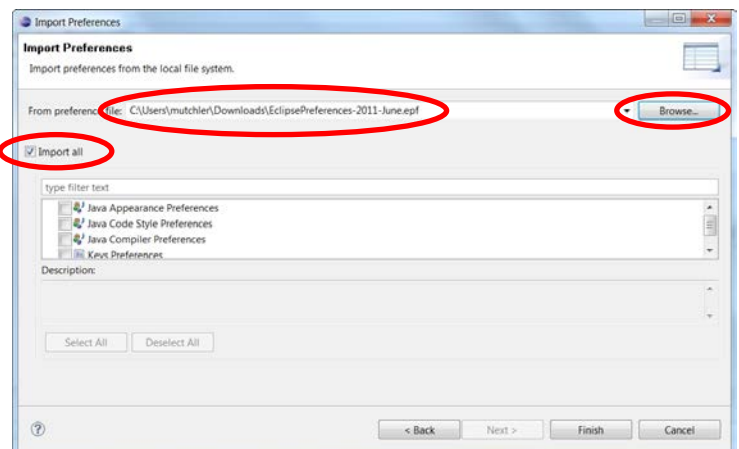 Import Preferences
Import Preferences
Import preferences from the local file system.
From preference file: C:\Users\mutchler\Downloads\EclipsePreferences-2011-June.epf Browse...
Import all
type filter text
Java Appearance Preferences
Java Code Style Preferences
Java Compiler Preferences
Keys Preferences
Description:
Select All Deselect All
< Back Next > Finish Cancel